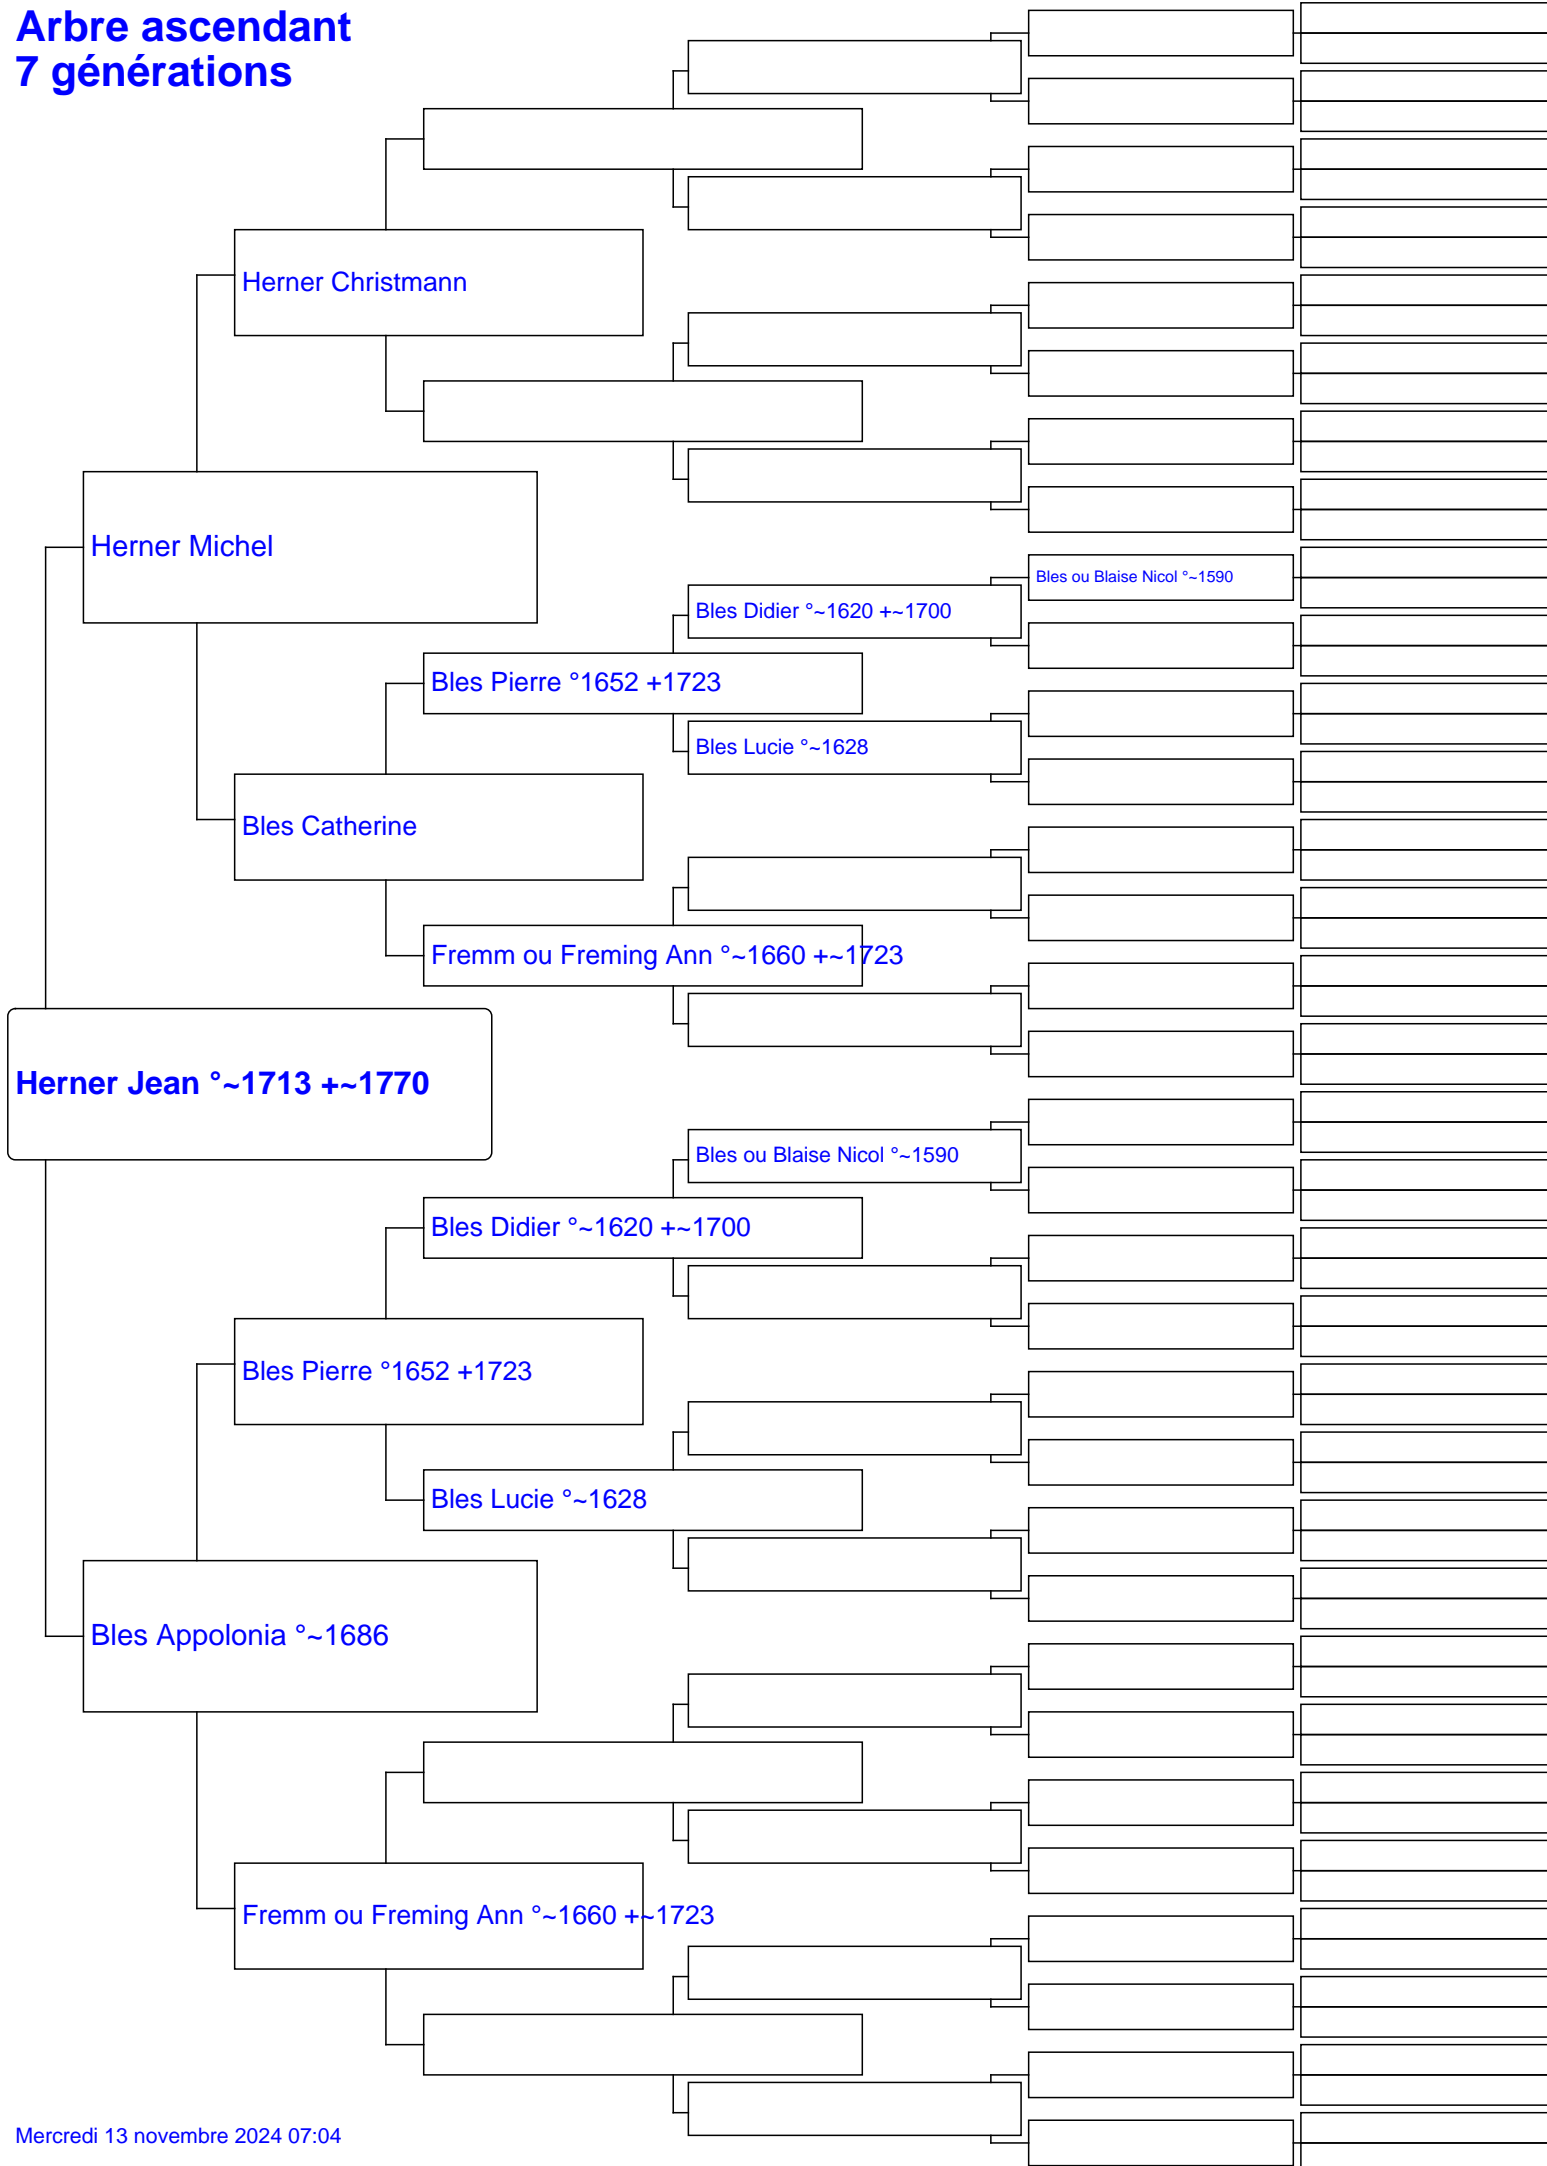 Arbre ascendant
7 générations
Herner Christmann
Herner Michel
Bles ou Blaise Nicol °~1590
Bles Didier °~1620 +~1700
Bles Pierre °1652 +1723
Bles Lucie °~1628
Bles Catherine
Fremm ou Freming Ann °~1660 +~1723
Herner Jean °~1713 +~1770
Bles ou Blaise Nicol °~1590
Bles Didier °~1620 +~1700
Bles Pierre °1652 +1723
Bles Lucie °~1628
Bles Appolonia °~1686
Fremm ou Freming Ann °~1660 +~1723
Mercredi 13 novembre 2024 07:04